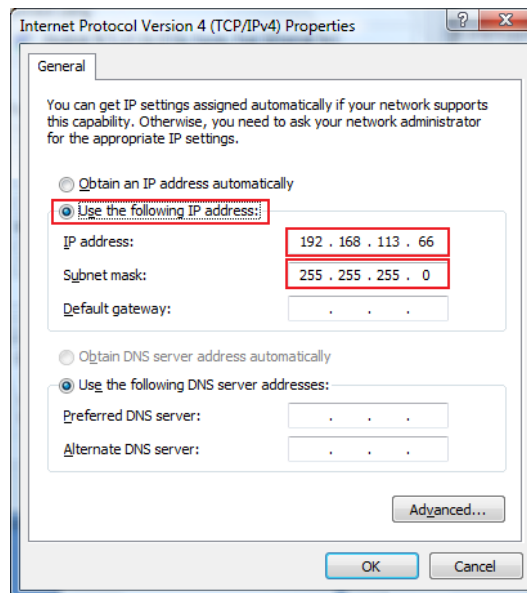 Internet Protocol Version 4 (TCP/IPv4) Properties
General
You can get IP settings assigned automatically if your network supports
this capability. Otherwise, you need to ask your network administrator
for the appropriate IP settings.
Obtain an IP address automatically
Use the following IP address:
IP address: 192 . 168 . 113 . 66
Subnet mask: 255 . 255 . 255 . 0
Default gateway: . . .
Obtain DNS server address automatically
Use the following DNS server addresses:
Preferred DNS server: . . .
Alternate DNS server: . . .
Advanced...
OK Cancel